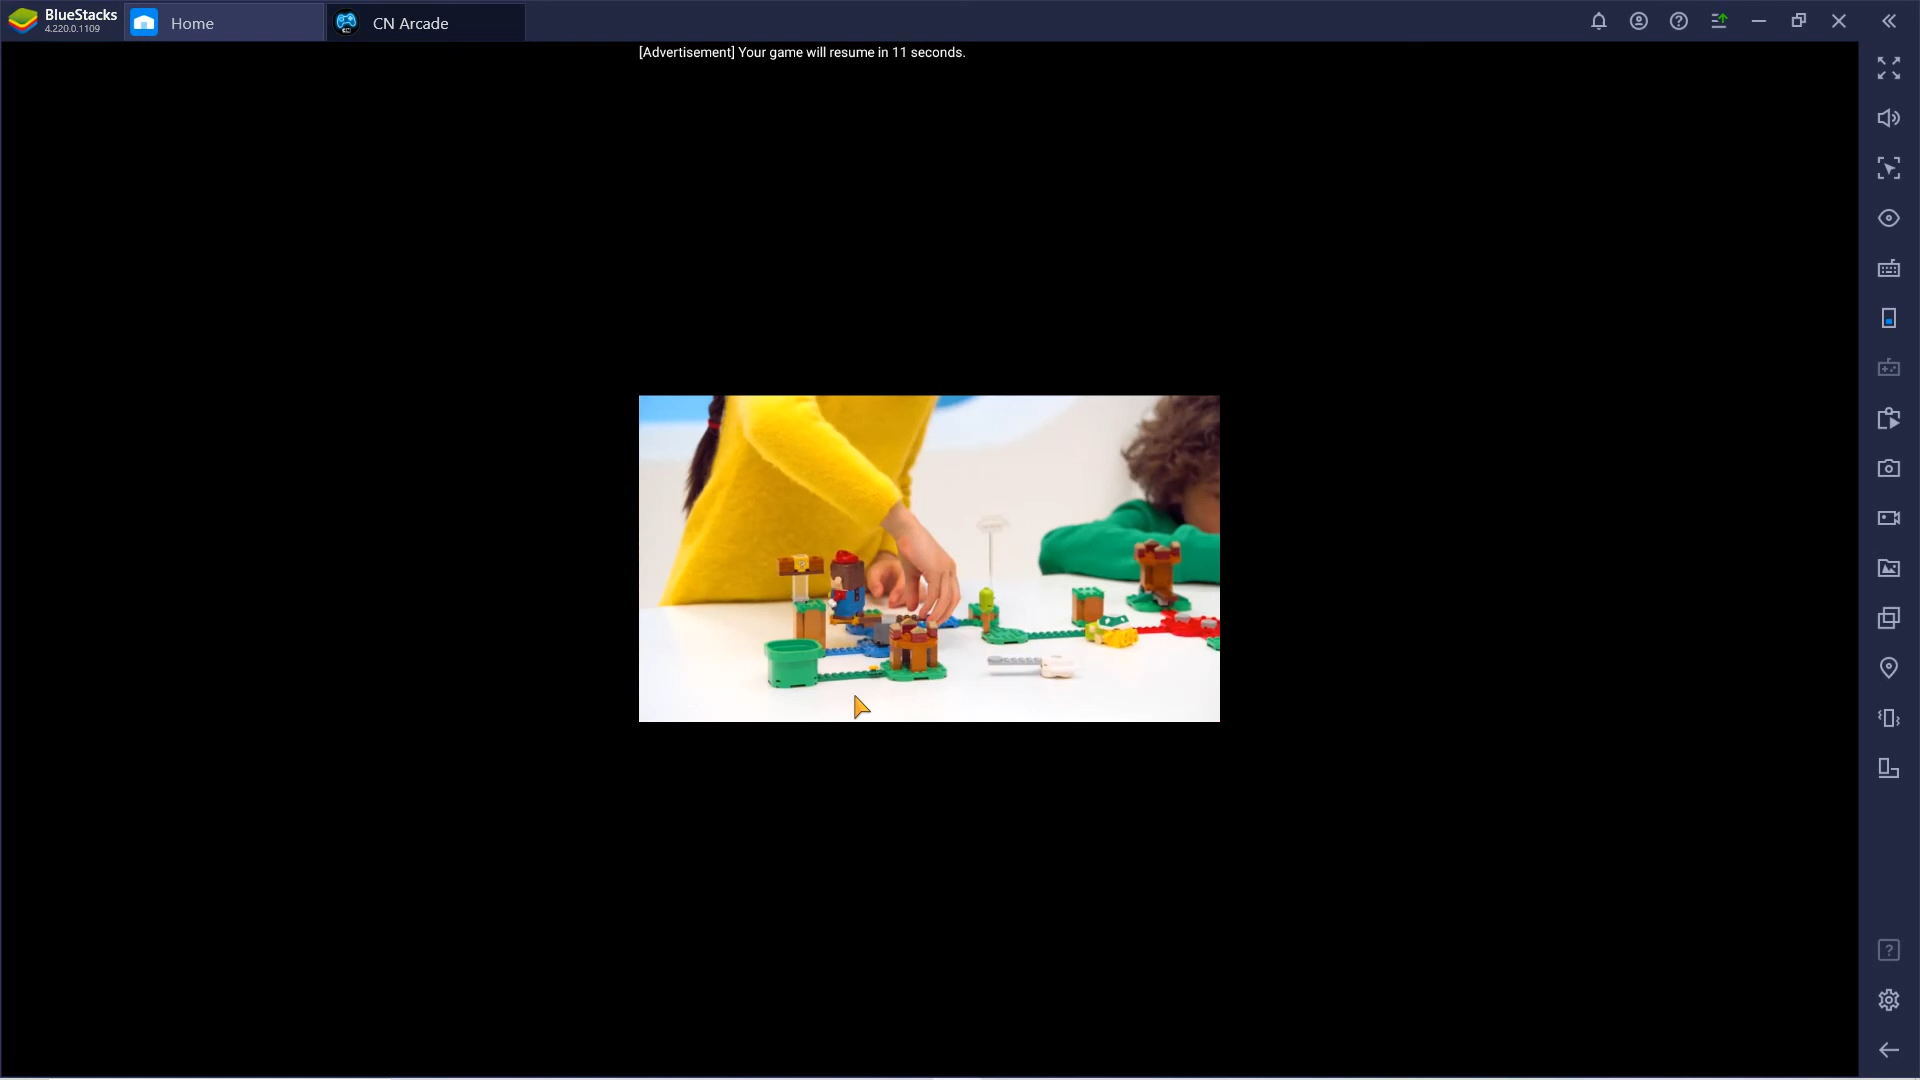 BlueStacks
4.220.0.1109
Home
CN Arcade
[Advertisement] Your game will resume in 11 seconds.